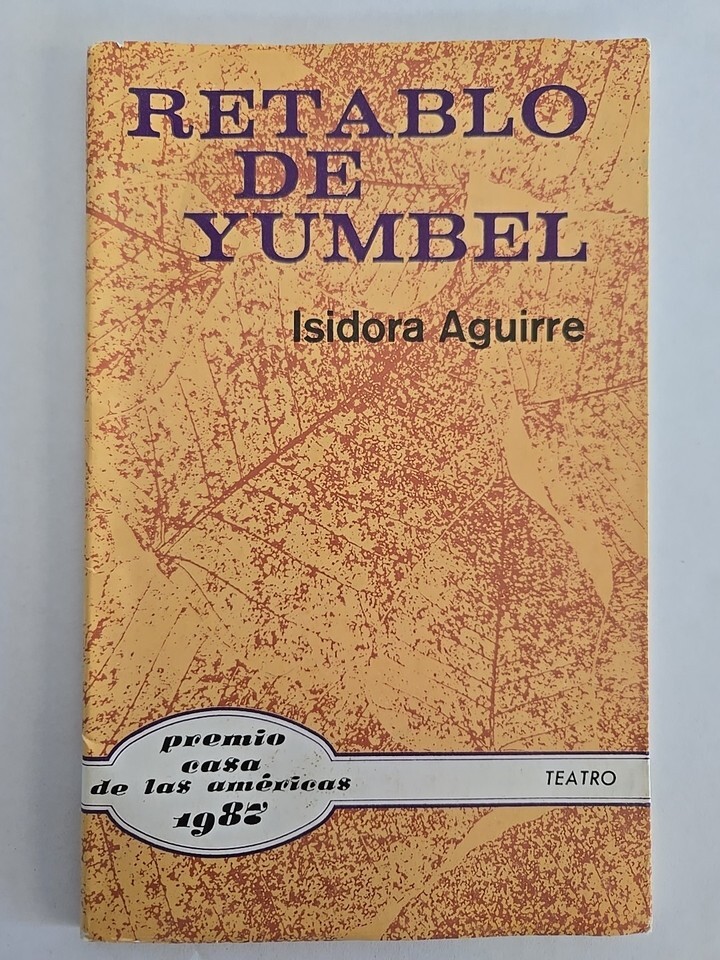 RETABLO
DE
YUMBEL
Isidora Aguirre
premio
casa
de las américas
1987
TEATRO